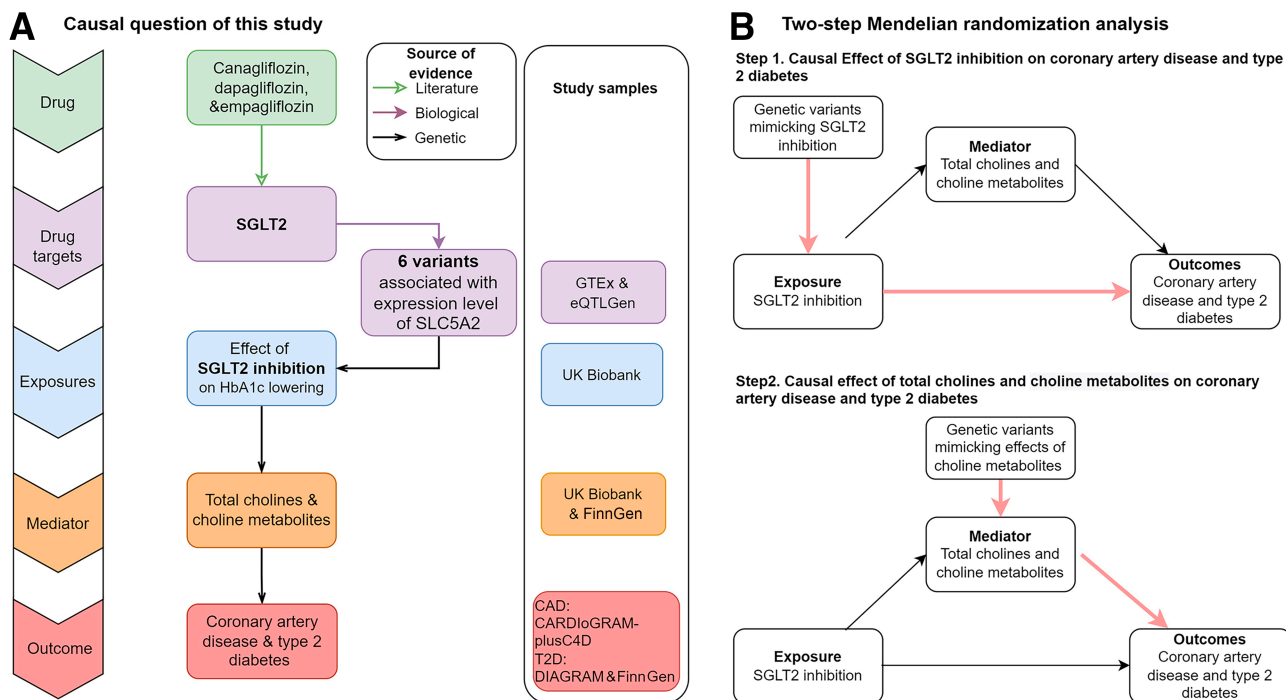 A
Causal question of this study
Drug
Drug
targets
Exposures
Mediator
Outcome
Canagliflozin,
dapagliflozin,
&empagliflozin
SGLT2
6 variants
associated with
expression level
of SLC5A2
Effect of
SGLT2 inhibition
on HbA1c lowering
Total cholines &
choline metabolites
Coronary artery
disease & type 2
diabetes
Source of
evidence
Literature
Biological
Genetic
Study samples
GTEx &
eQTLGen
UK Biobank
UK Biobank
& FinnGen
CAD:
CARDIoGRAM-
plusC4D
T2D:
DIAGRAM&FinnGen
B
Two-step Mendelian randomization analysis
Step 1. Causal Effect of SGLT2 inhibition on coronary artery disease and type
2 diabetes
Genetic variants
mimicking SGLT2
inhibition
Mediator
Total cholines and
choline metabolites
Exposure
SGLT2 inhibition
Outcomes
Coronary artery
disease and type 2
diabetes
Step2. Causal effect of total cholines and choline metabolites on coronary
artery disease and type 2 diabetes
Genetic variants
mimicking effects of
choline metabolites
Mediator
Total cholines and
choline metabolites
Exposure
SGLT2 inhibition
Outcomes
Coronary artery
disease and type 2
diabetes